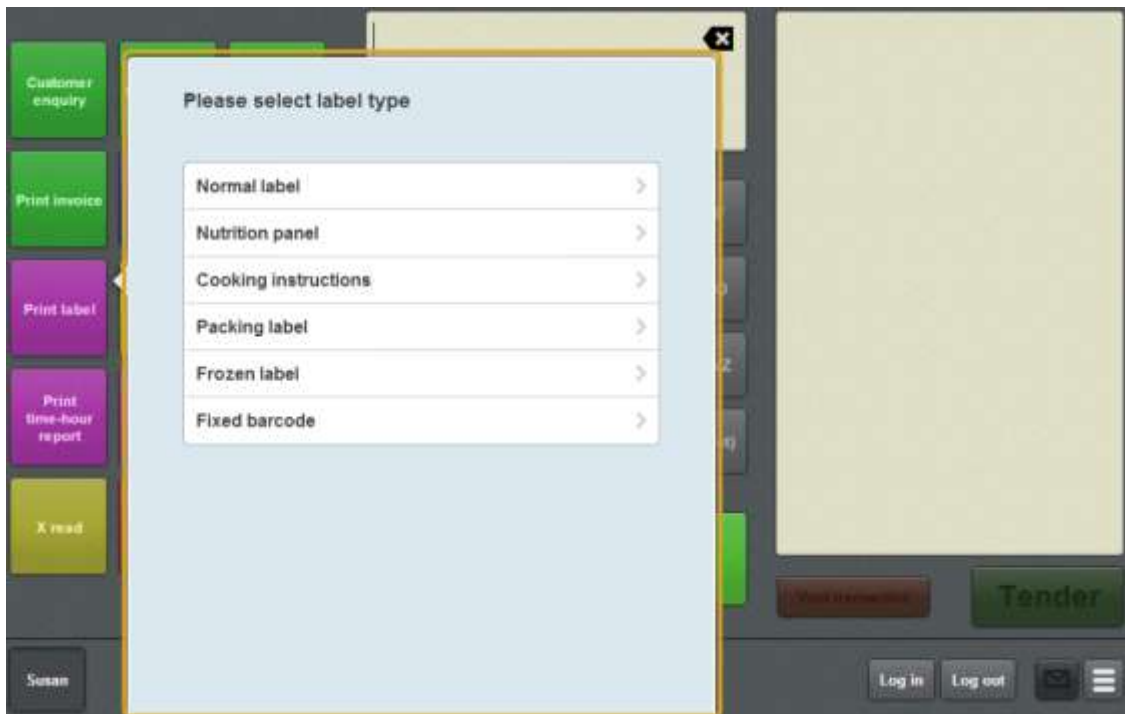 Customer
enquiry
Print invoice
Print label
Print
time-hour
report
X read
Please select label type
Normal label
Nutrition panel
Cooking instructions
Packing label
Frozen label
Fixed barcode
Tender
Susan
Log in
Log out